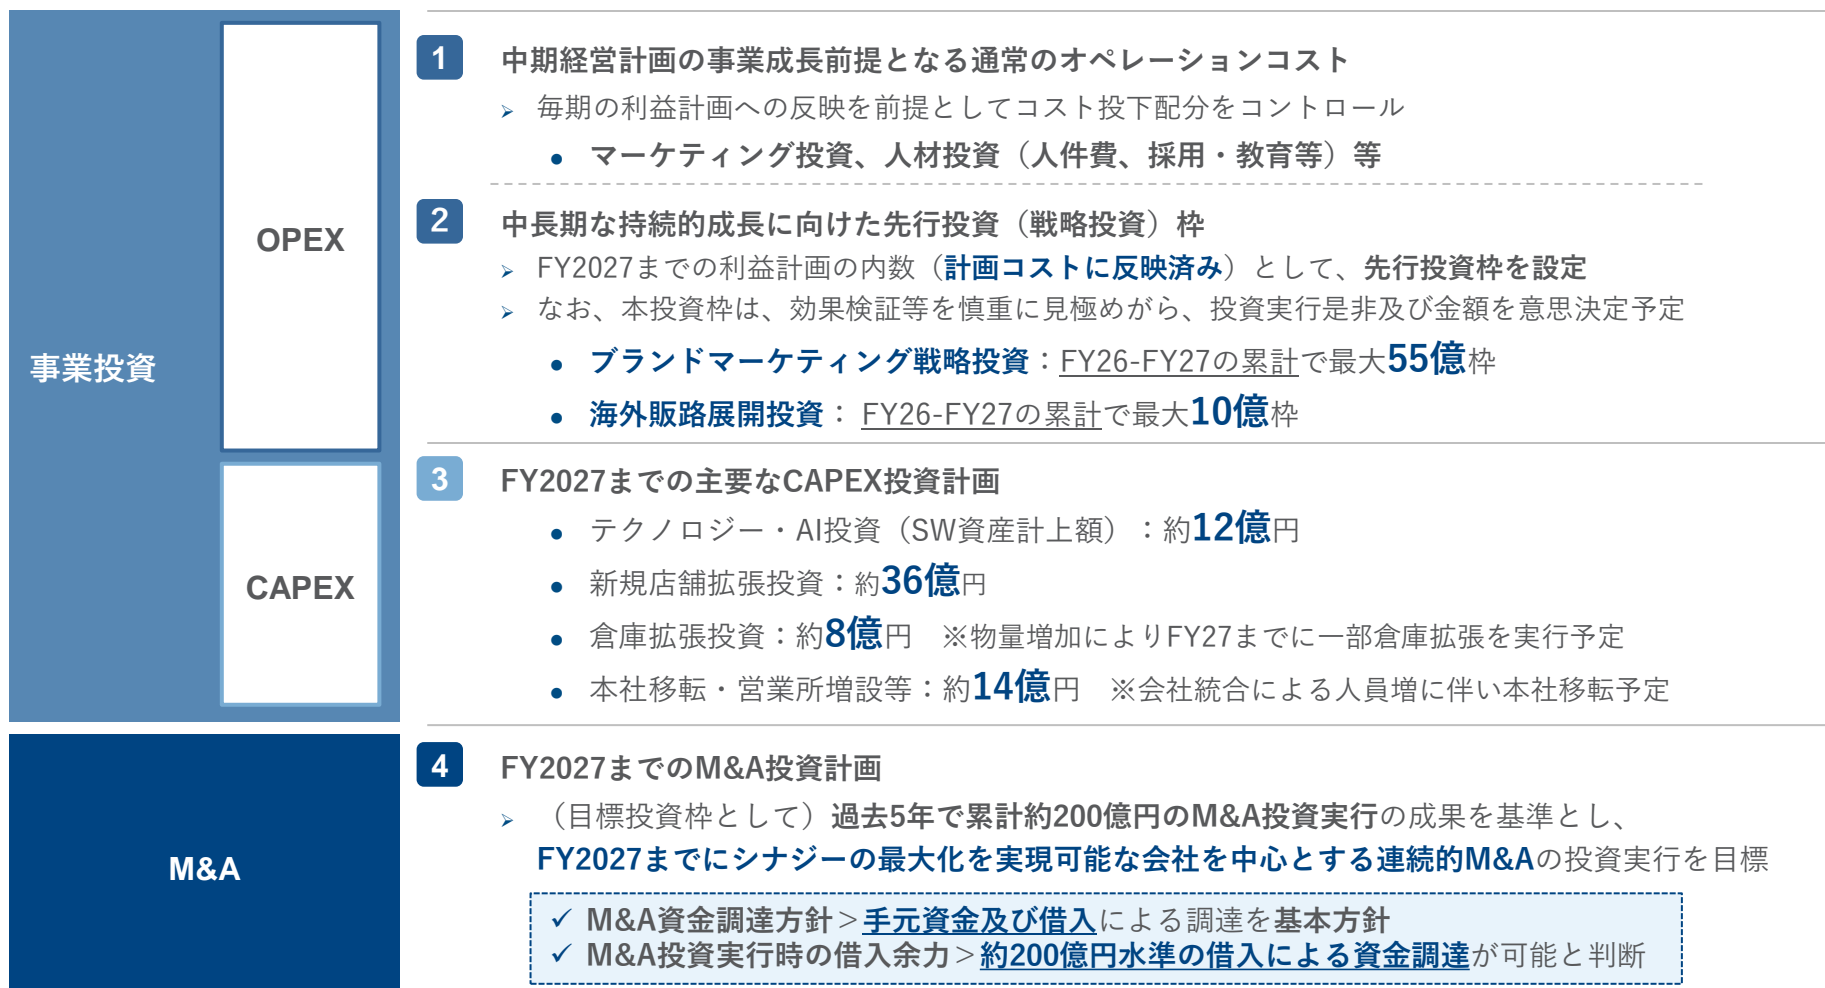 事業投資
OPEX
1 中期経営計画の事業成長前提となる通常のオペレーションコスト
➢ 毎期の利益計画への反映を前提としてコスト投下配分をコントロール
● マーケティング投資、人材投資（人件費、採用・教育等）等
2 中長期な持続的成長に向けた先行投資（戦略投資）枠
➢ FY2027までの利益計画の内数（計画コストに反映済み）として、先行投資枠を設定
➢ なお、本投資枠は、効果検証等を慎重に見極めがら、投資実行是非及び金額を意思決定予定
● ブランドマーケティング戦略投資：FY26-FY27の累計で最大55億枠
● 海外販路展開投資： FY26-FY27の累計で最大10億枠
CAPEX
3 FY2027までの主要なCAPEX投資計画
● テクノロジー・AI投資（SW資産計上額）：約12億円
● 新規店舗拡張投資：約36億円
● 倉庫拡張投資：約8億円　※物量増加によりFY27までに一部倉庫拡張を実行予定
● 本社移転・営業所増設等：約14億円　※会社統合による人員増に伴い本社移転予定
M&A
4 FY2027までのM&A投資計画
➢ （目標投資枠として）過去5年で累計約200億円のM&A投資実行の成果を基準とし、
FY2027までにシナジーの最大化を実現可能な会社を中心とする連続的M&Aの投資実行を目標
✓ M&A資金調達方針＞手元資金及び借入による調達を基本方針
✓ M&A投資実行時の借入余力＞約200億円水準の借入による資金調達が可能と判断